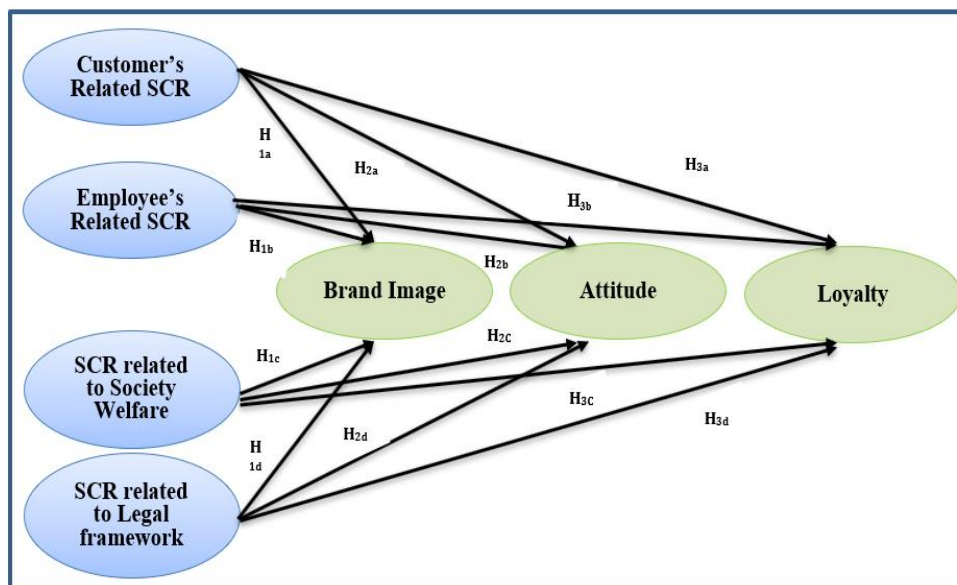 Customer’s
Related SCR
H
1a
H2a
H3a
Employee’s
Related SCR
H3b
H1b
H2b
Brand Image
Attitude
Loyalty
SCR related
to Society
Welfare
H1c
H2C
H3C
H
1d
H2d
H3d
SCR related
to Legal
framework